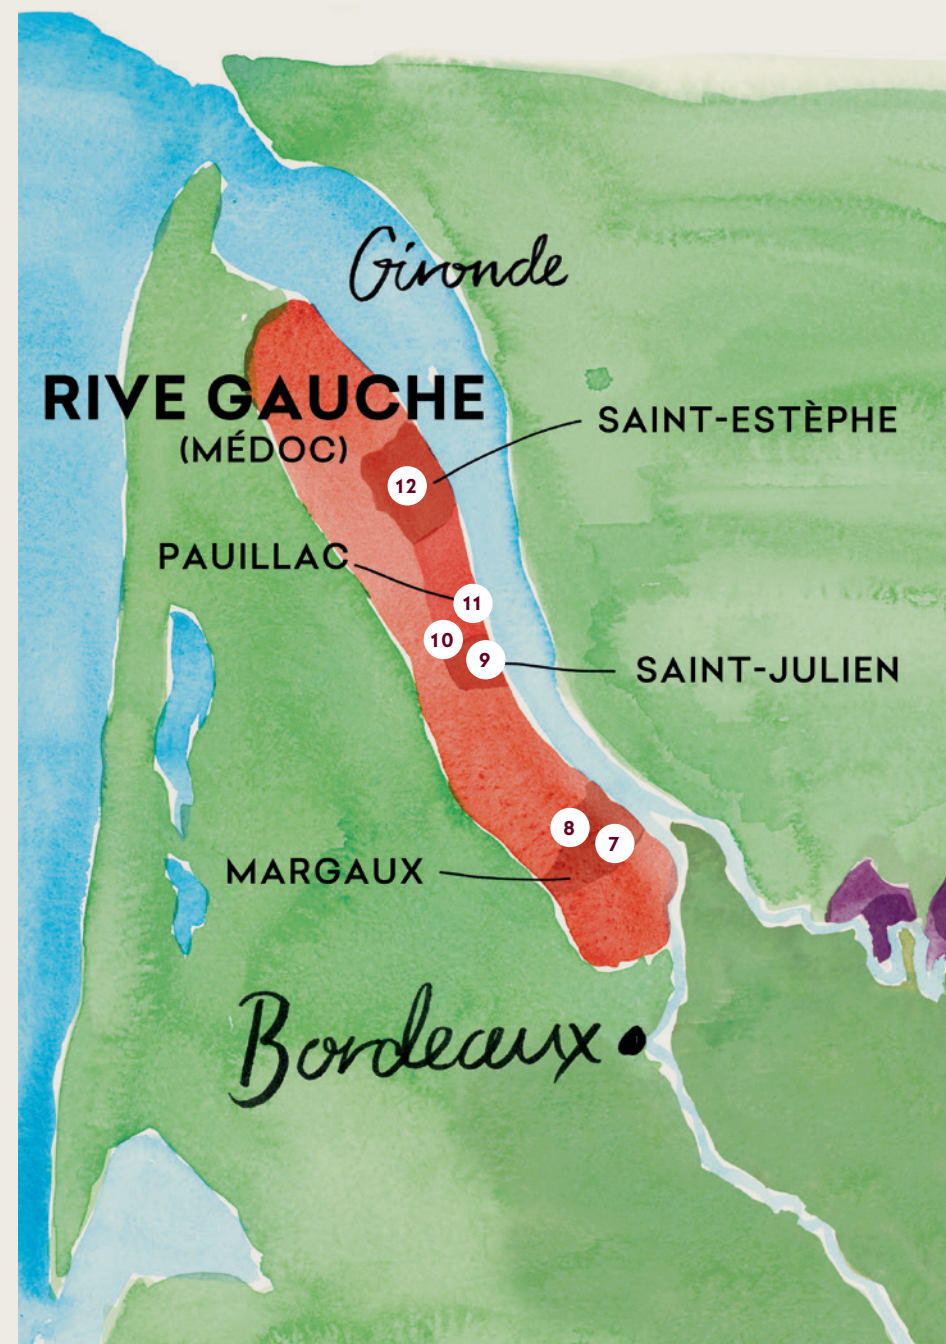 Gironde
RIVE GAUCHE
(MÉDOC)
SAINT-ESTÈPHE
12
PAUILLAC
11
10
9
SAINT-JULIEN
8
7
MARGAUX
Bordeaux